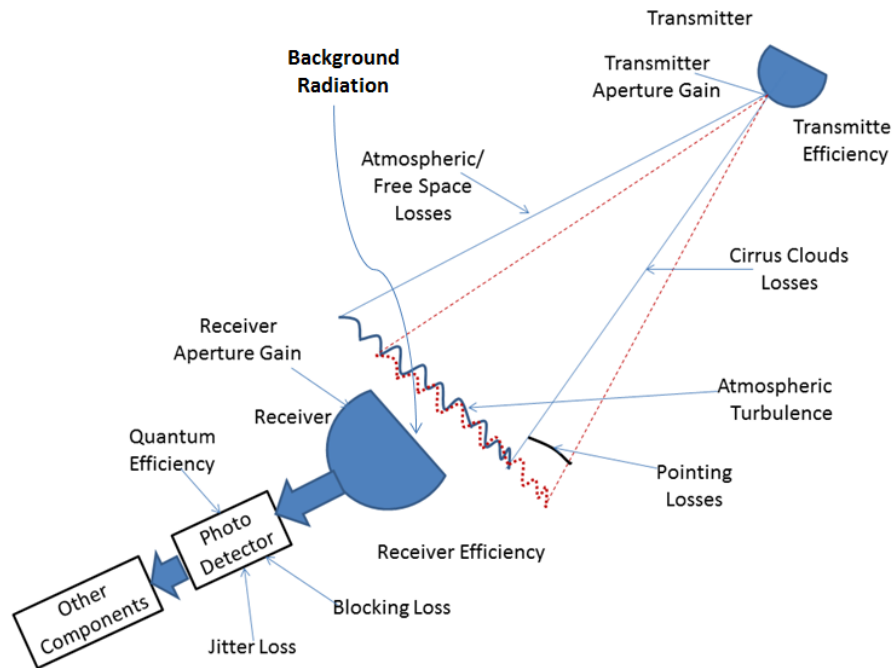 Transmitter
Background
Radiation
Transmitter
Aperture Gain
Transmitte
Efficiency
Atmospheric/
Free Space
Losses
Cirrus Clouds
Losses
Receiver
Aperture Gain
Receiver
Atmospheric
Turbulence
Quantum
Efficiency
Pointing
Losses
Photo
Detector
Receiver Efficiency
Other
Components
Blocking Loss
Jitter Loss